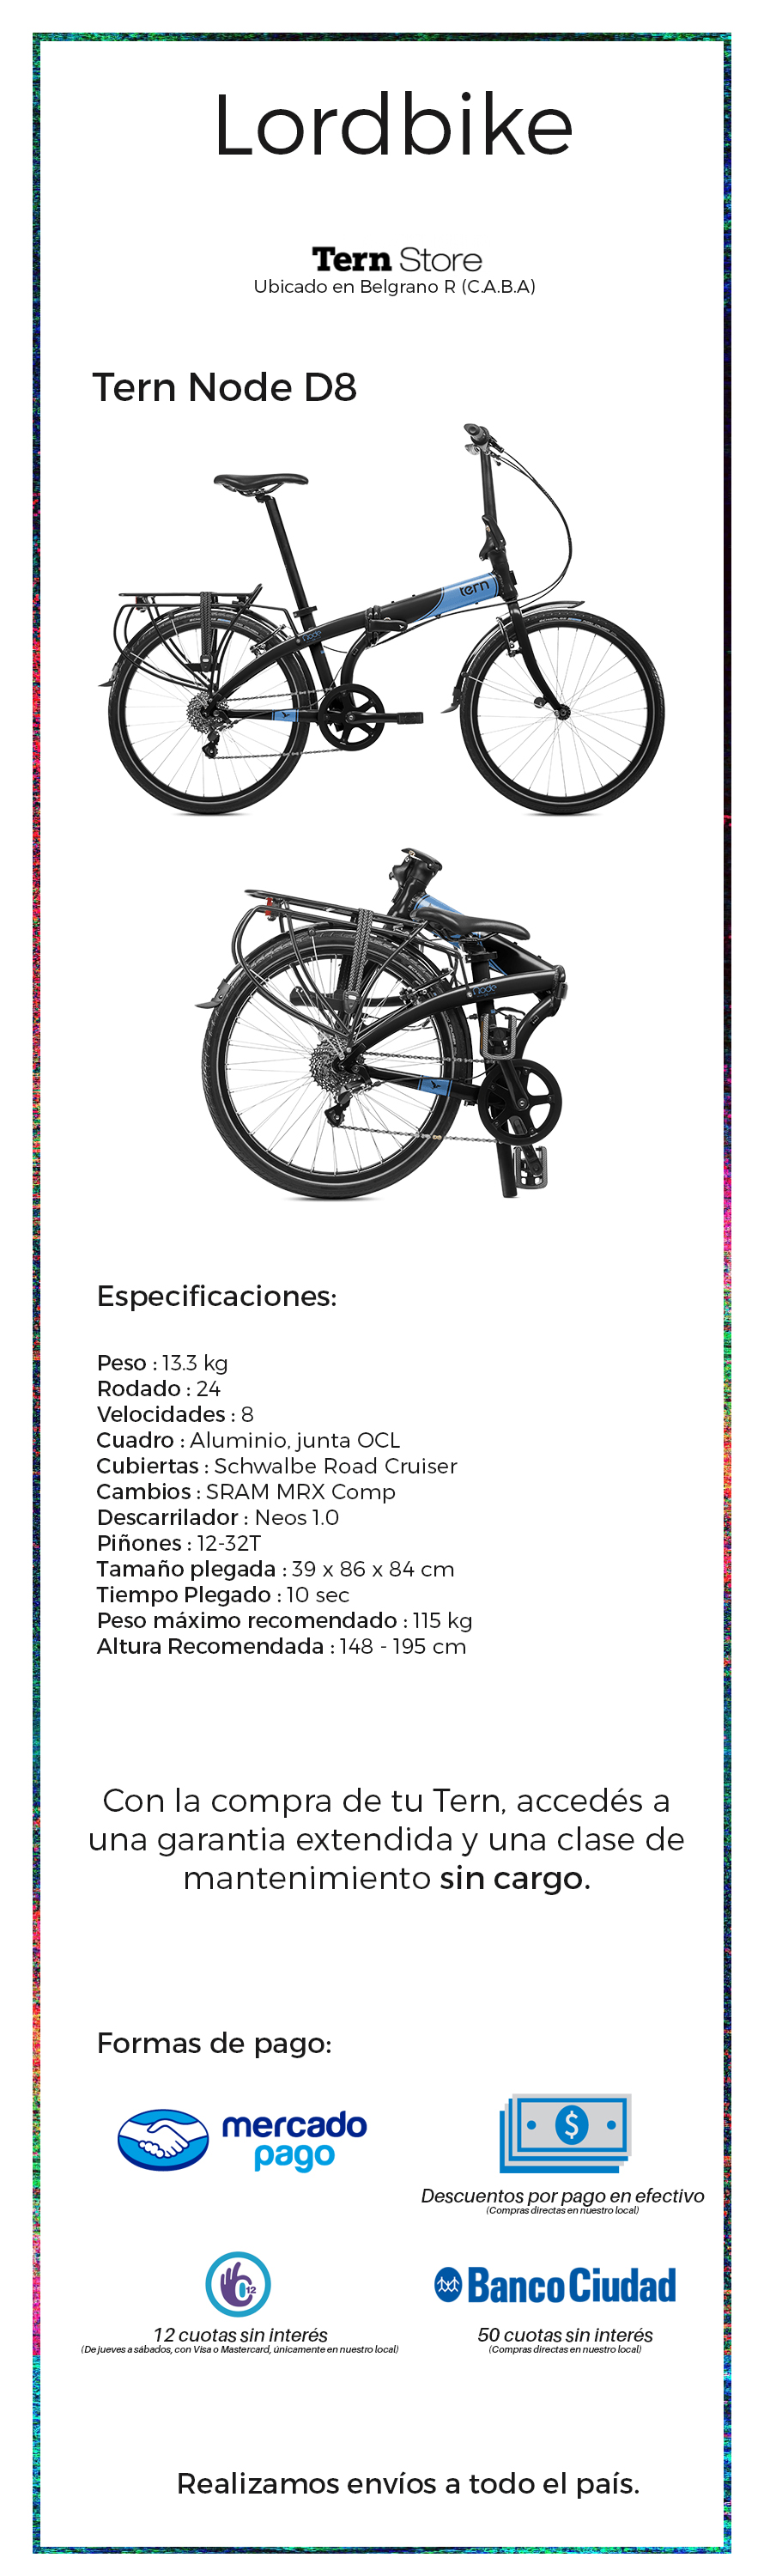 Lordbike
Tern Store
Ubicado en Belgrano R (C.A.B.A)
Tern Node D8
tern
Node
Node
Especificaciones:
Peso : 13.3 kg
Rodado : 24
Velocidades : 8
Cuadro : Aluminio, junta OCL
Cubiertas : Schwalbe Road Cruiser
Cambios : SRAM MRX Comp
Descarrilador : Neos 1.0
Piñones : 12-32T
Tamaño plegada : 39 x 86 x 84 cm
Tiempo Plegado : 10 sec
Peso máximo recomendado : 115 kg
Altura Recomendada : 148 - 195 cm
Con la compra de tu Tern, accedés a
una garantia extendida y una clase de
mantenimiento sin cargo.
Formas de pago:
mercado
pago
$
Descuentos por pago en efectivo
(Compras directas en nuestro local)
12
12 cuotas sin interés
(De jueves a sábados, con Visa o Mastercard, únicamente en nuestro local)
Banco Ciudad
50 cuotas sin interés
(Compras directas en nuestro local)
Realizamos envíos a todo el país.